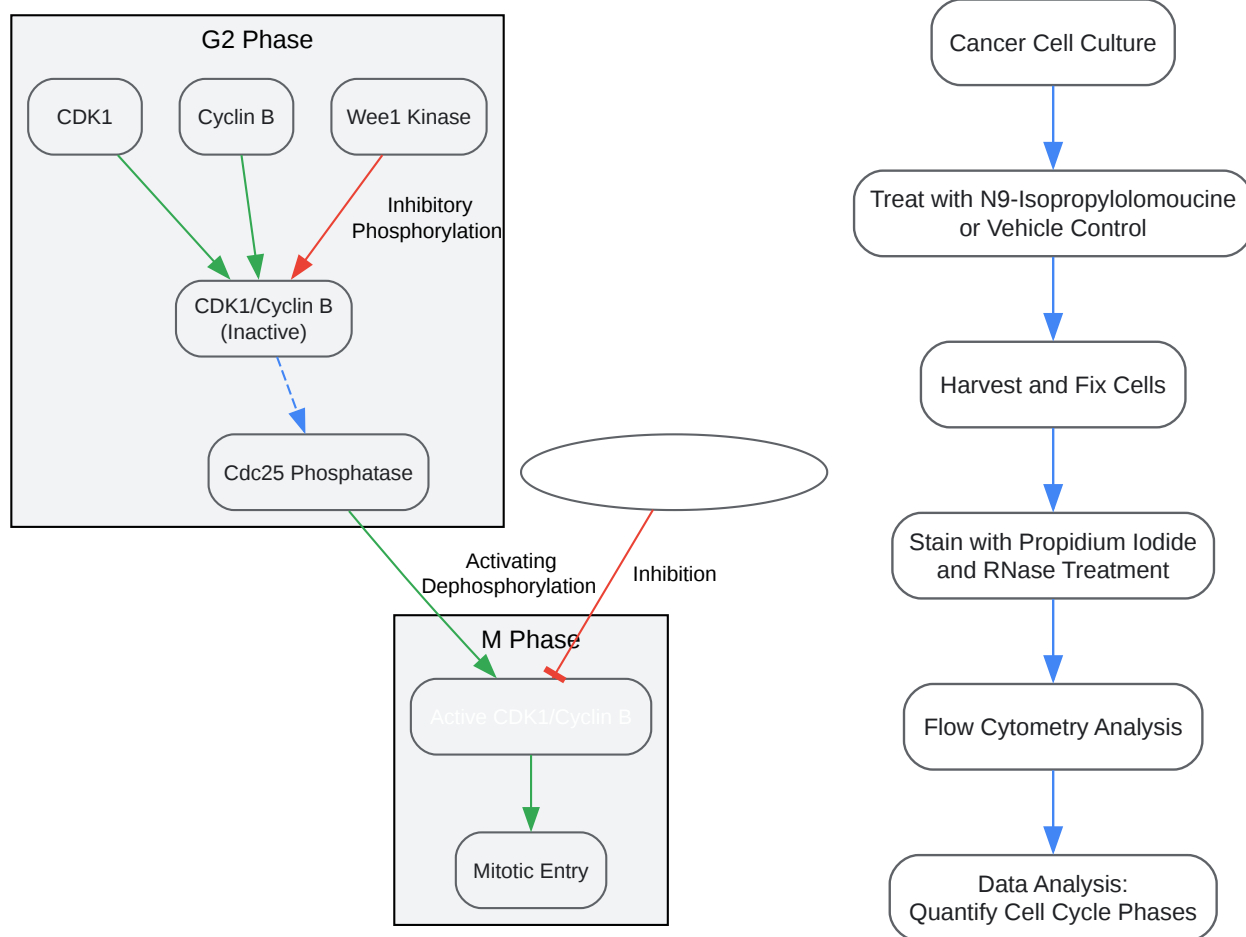 G2 Phase
CDK1
Cyclin B
Wee1 Kinase
Inhibitory
Phosphorylation
CDK1/Cyclin B
(Inactive)
Cdc25 Phosphatase
Activating
Dephosphorylation
Inhibition
M Phase
Active CDK1/Cyclin B
Mitotic Entry
Cancer Cell Culture
Treat with N9-Isopropylolomoucine
or Vehicle Control
Harvest and Fix Cells
Stain with Propidium Iodide
and RNase Treatment
Flow Cytometry Analysis
Data Analysis:
Quantify Cell Cycle Phases